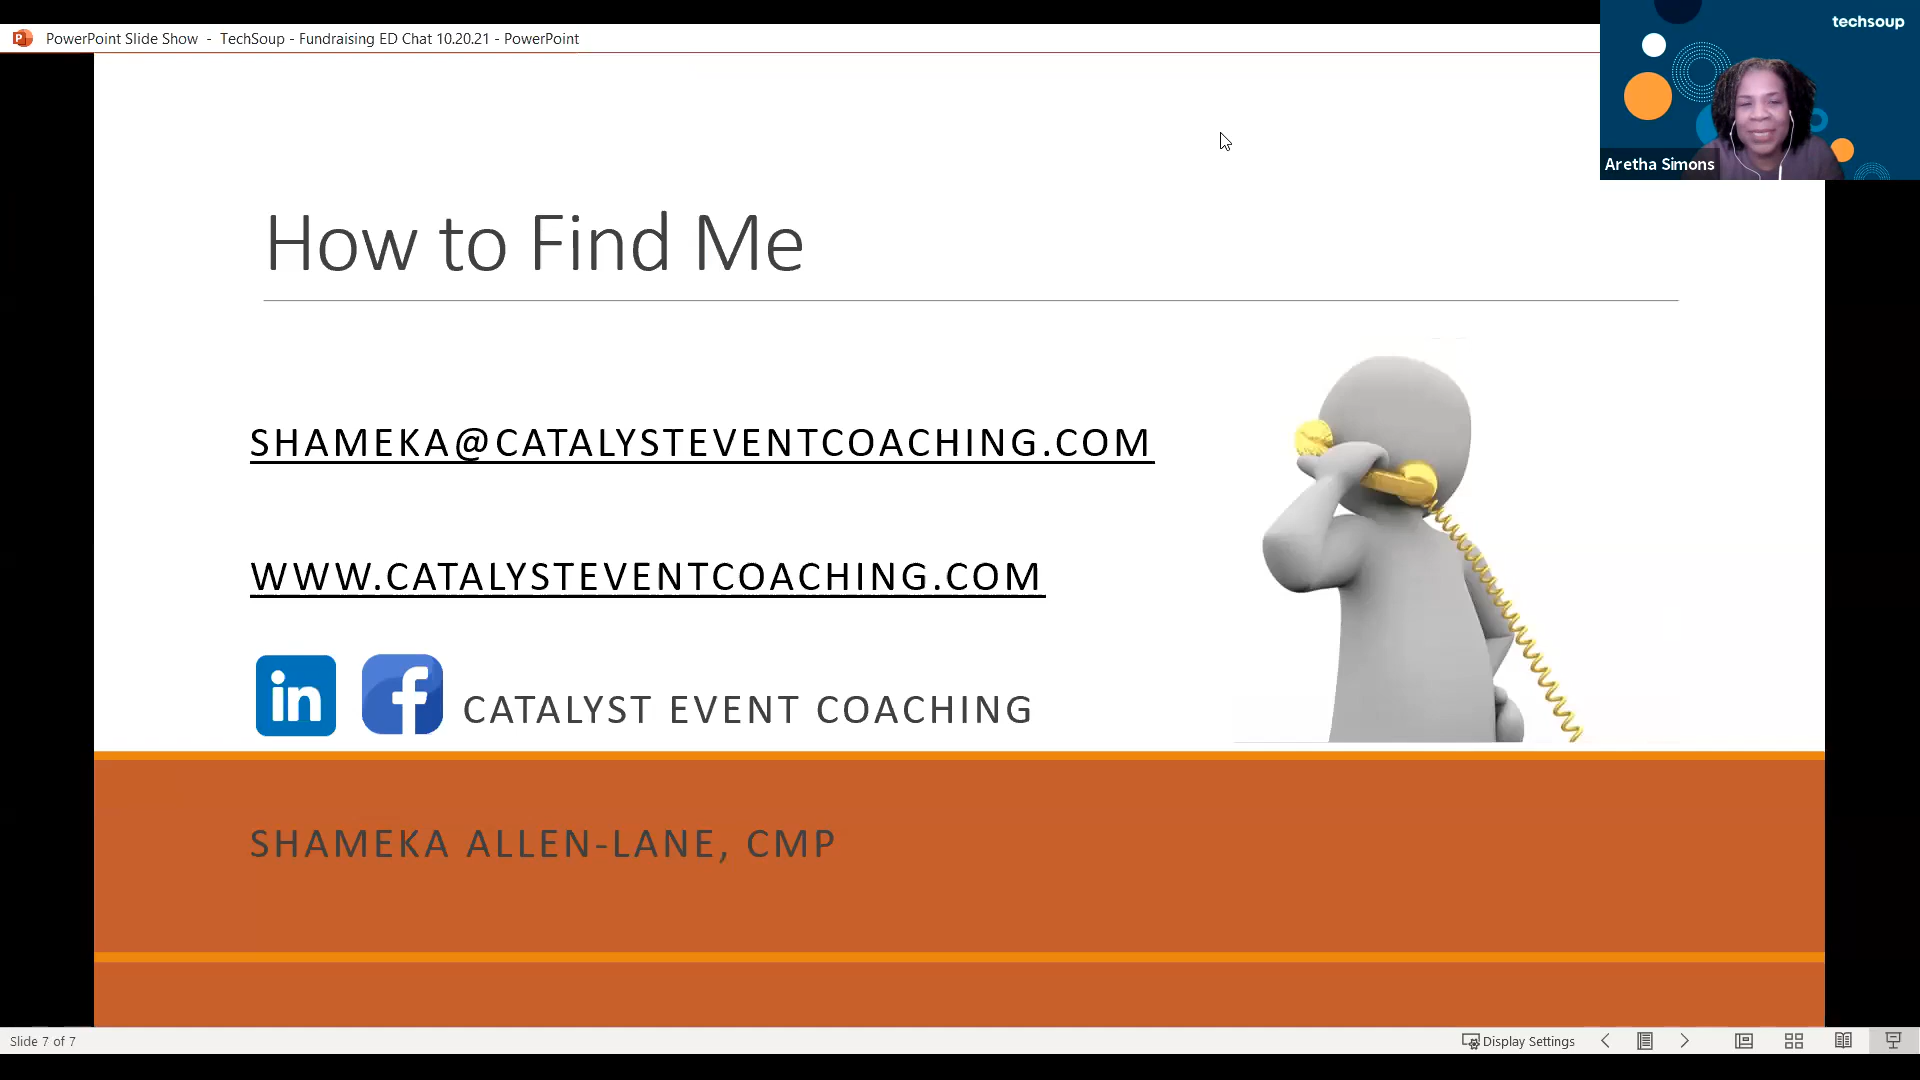 PowerPoint Slide Show - TechSoup - Fundraising ED Chat 10.20.21 - PowerPoint
techsoup
Aretha Simons
How to Find Me
SHAMEKA@CATALYSTEVENTCOACHING.COM
WWW.CATALYSTEVENTCOACHING.COM
in f CATALYST EVENT COACHING
SHAMEKA ALLEN-LANE, CMP
Slide 7 of 7
Display Settings